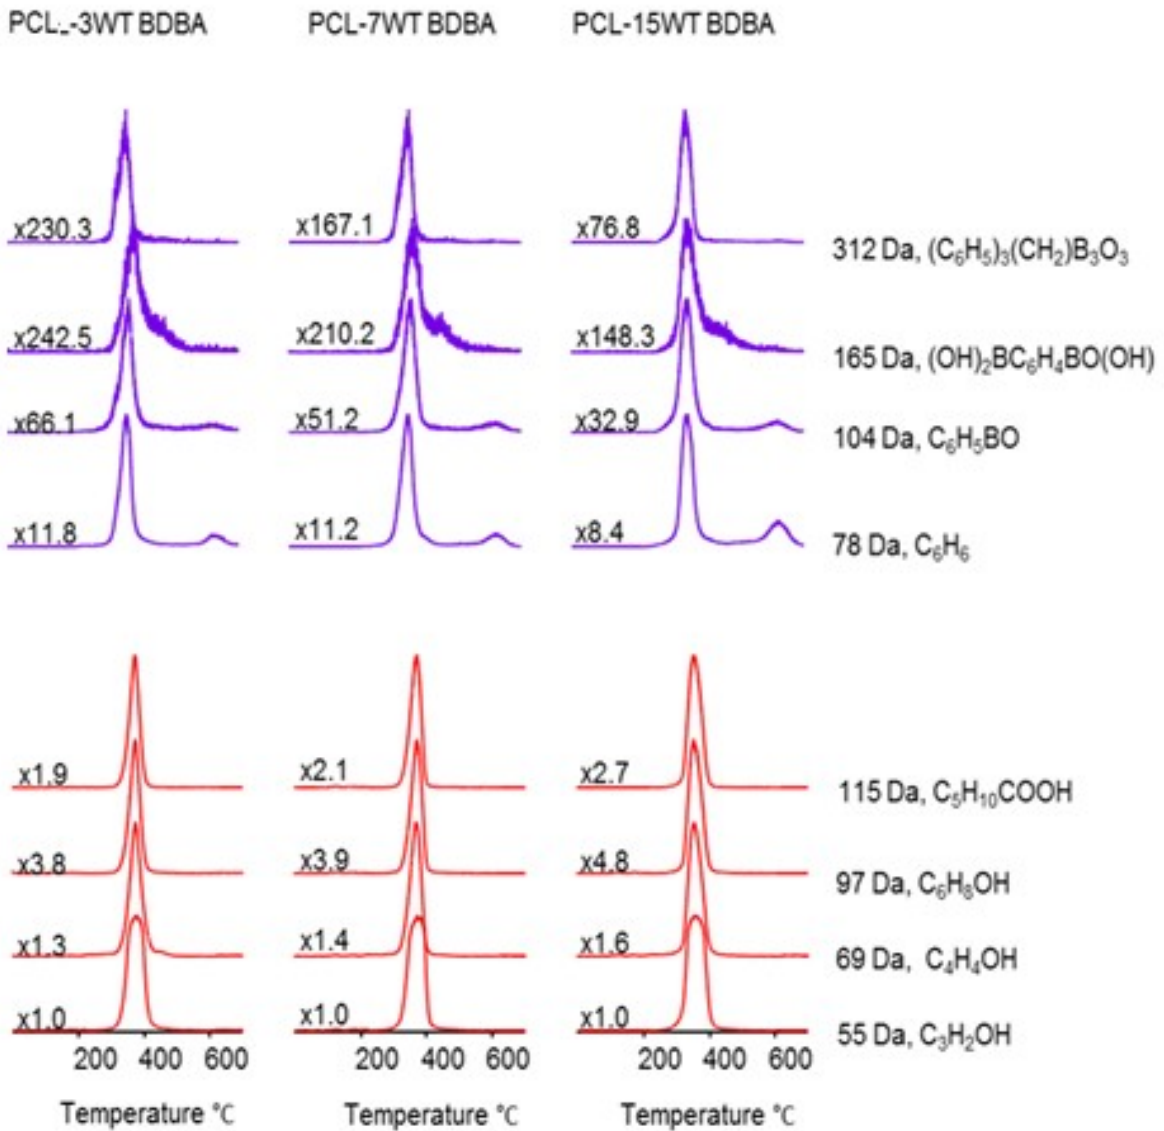 PCL-3WT BDBA PCL-7WT BDBA PCL-15WT BDBA
x230.3 x167.1 x76.8 312 Da, (C₆H₅)₃(CH₂)B₃O₃
x242.5 x210.2 x148.3 165 Da, (OH)₂BC₆H₄BO(OH)
x66.1 x51.2 x32.9 104 Da, C₆H₅BO
x11.8 x11.2 x8.4 78 Da, C₆H₆
x1.9 x2.1 x2.7 115 Da, C₅H₁₀COOH
x3.8 x3.9 x4.8 97 Da, C₆H₈OH
x1.3 x1.4 x1.6 69 Da, C₄H₄OH
x1.0 x1.0 x1.0 55 Da, C₃H₂OH
200 400 600 200 400 600 200 400 600
Temperature °C Temperature °C Temperature °C